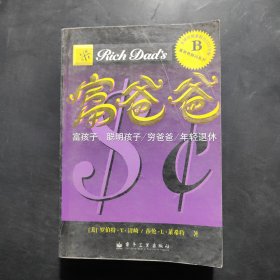 Rich Dad's
B
富爸爸
富孩子 聪明孩子/穷爸爸 年轻退休
$ ¢
[美] 罗伯特·T·清崎 / 莎伦·L·莱希特 著
电子工业出版社